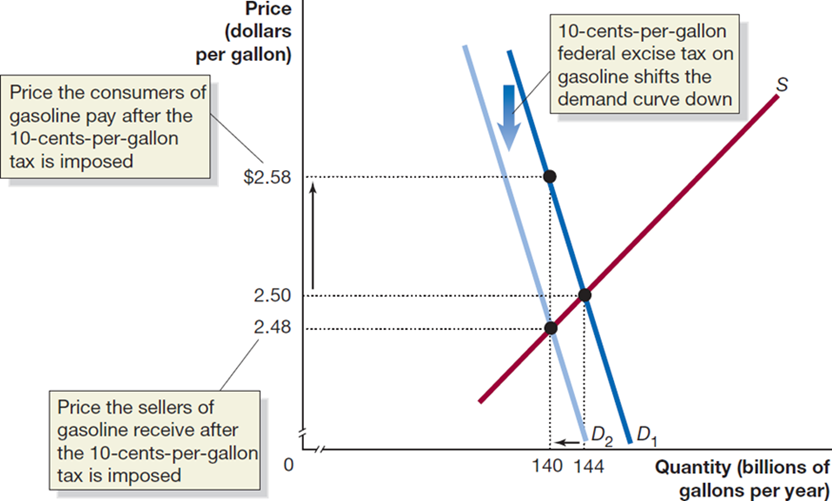 Price
(dollars
per gallon)
10-cents-per-gallon
federal excise tax on
gasoline shifts the
demand curve down
S
Price the consumers of
gasoline pay after the
10-cents-per-gallon
tax is imposed
$2.58
2.50
2.48
Price the sellers of
gasoline receive after
the 10-cents-per-gallon
tax is imposed
D2 D1
0
140 144
Quantity (billions of
gallons per year)